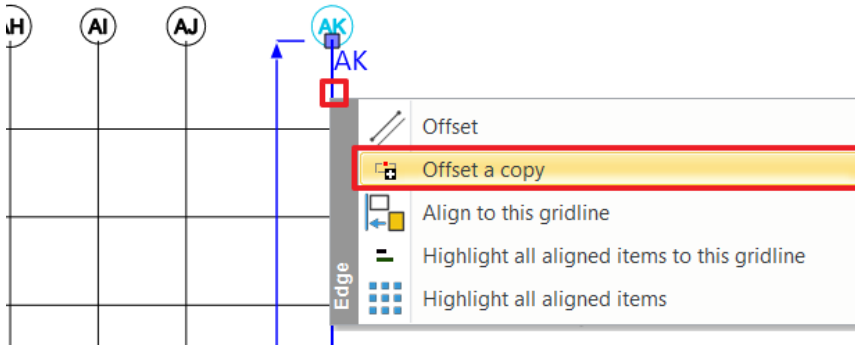 AH
AI
AJ
AK
AK
Offset
Offset a copy
Align to this gridline
Highlight all aligned items to this gridline
Highlight all aligned items
Edge